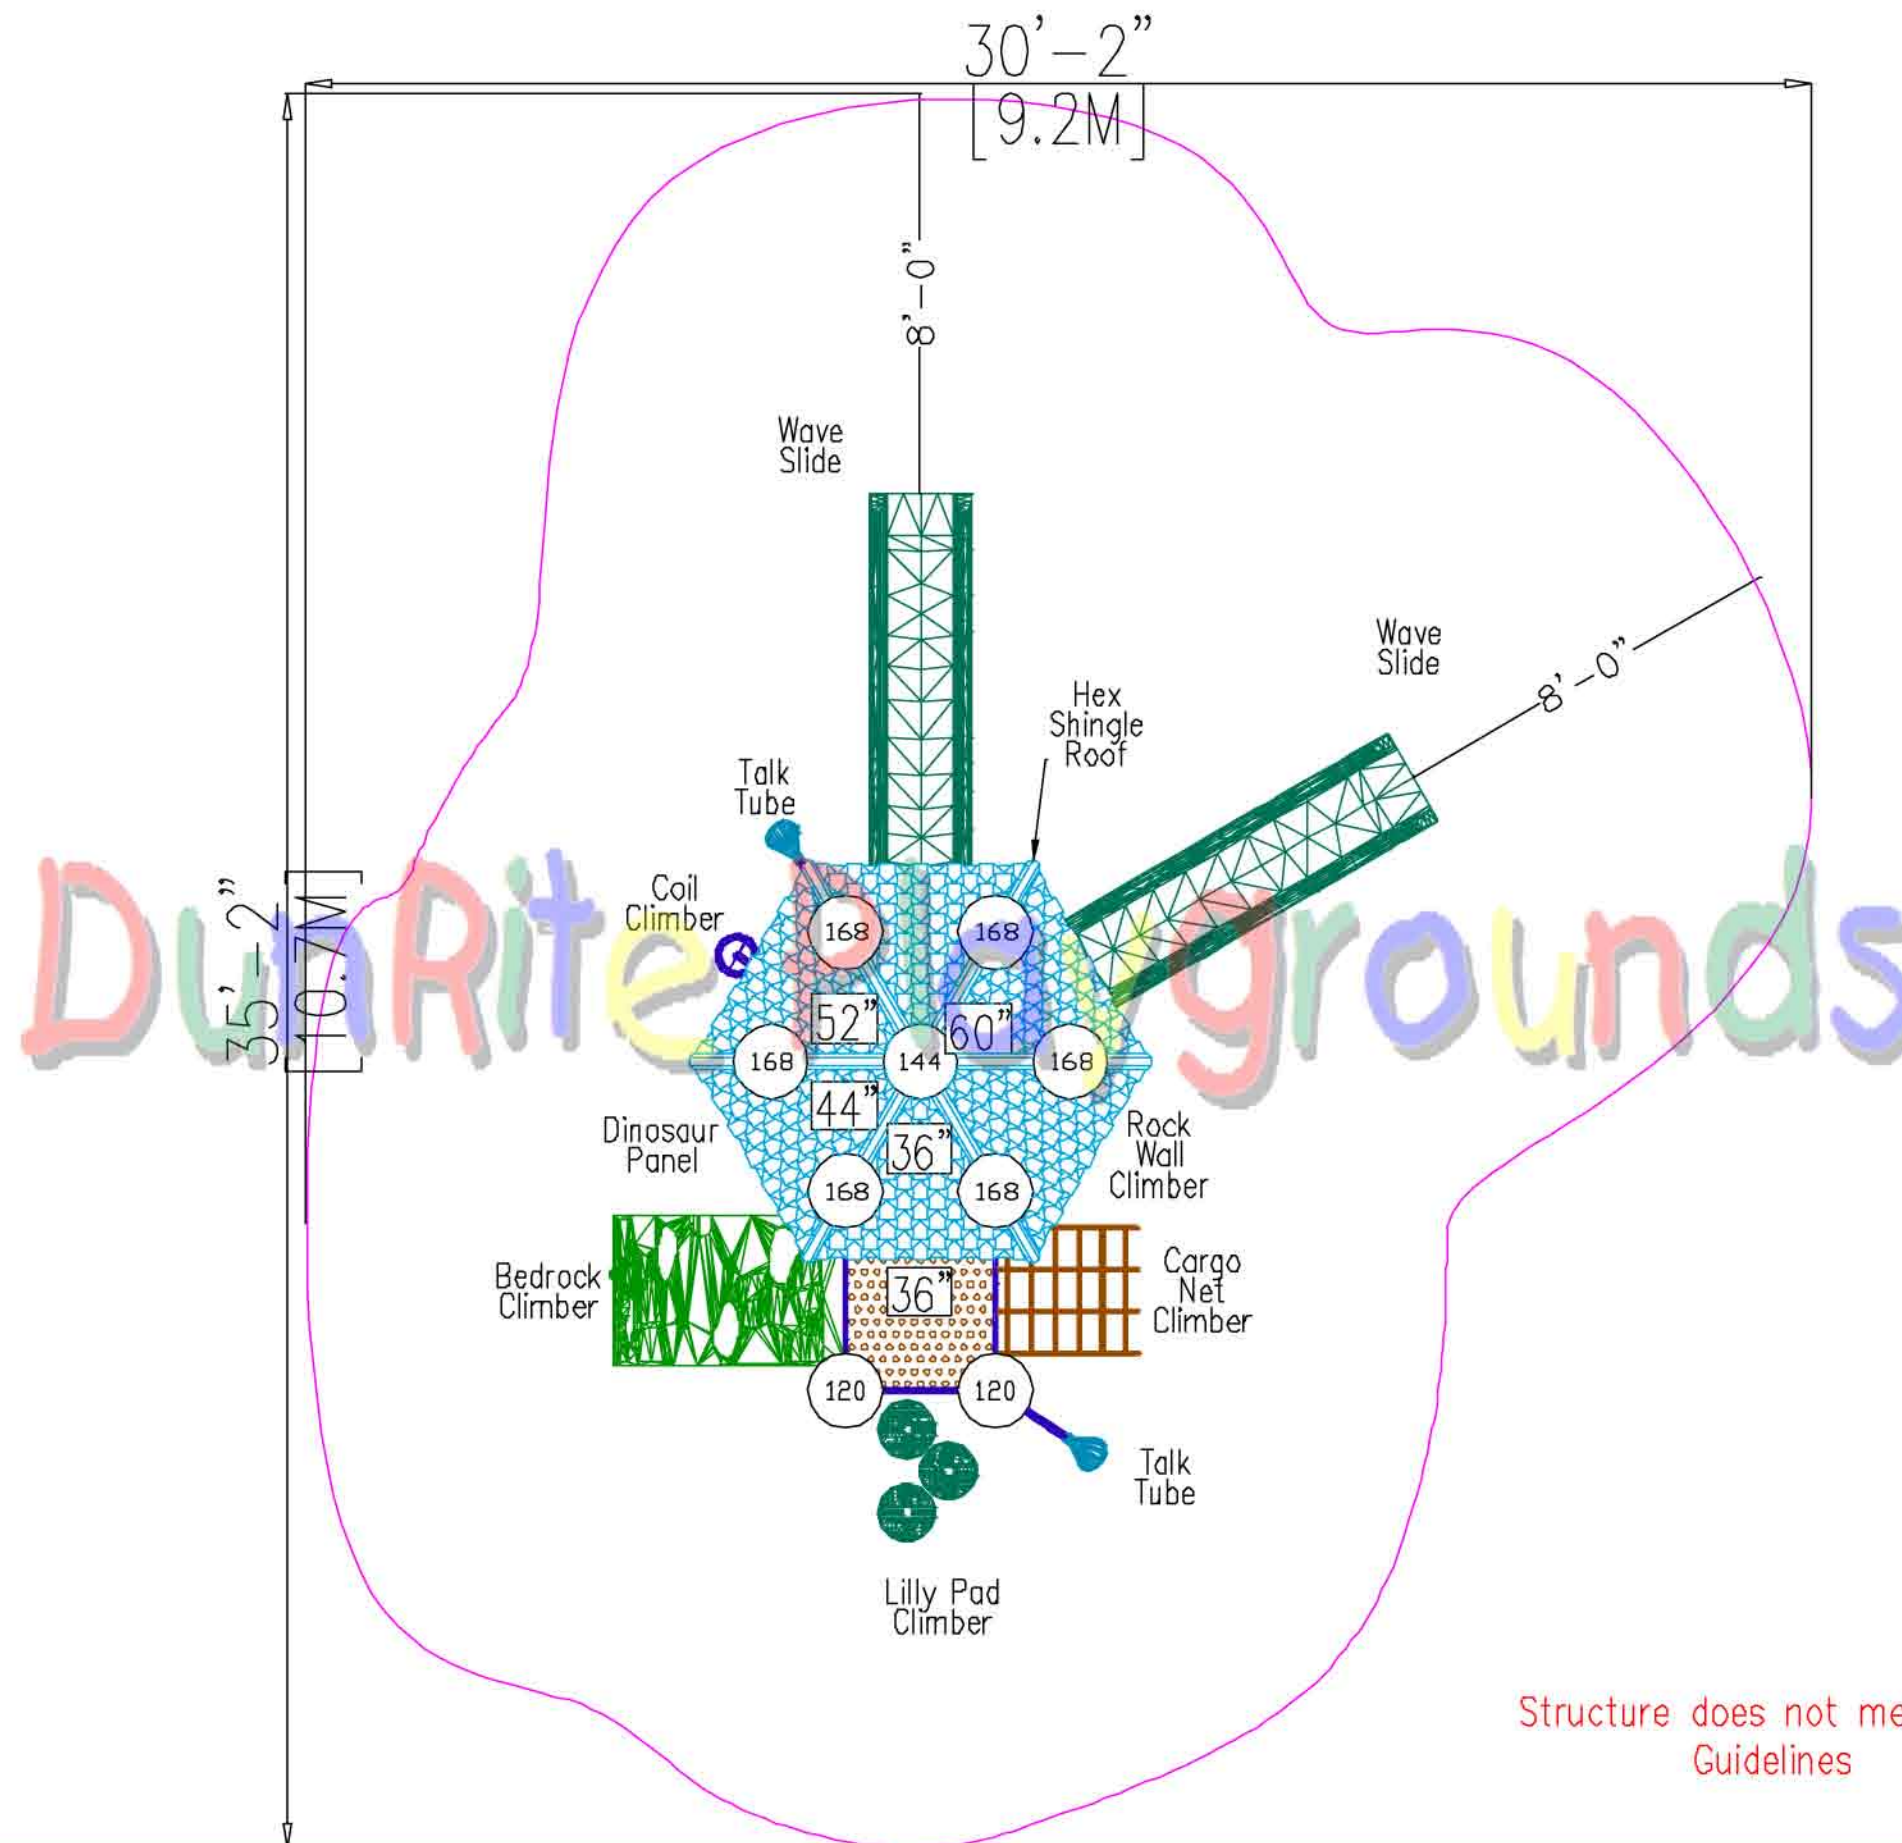 30'-2"
[9.2M]
8'-0"
Wave
Slide
Wave
Slide
8'-0"
Hex
Shingle
Roof
Talk
Tube
Coil
Climber
35'-2"
[10.7M]
DunRite Playgrounds
168
168
52"
60"
168
144
168
44"
36"
Dinosaur
Panel
Rock
Wall
Climber
168
168
Bedrock
Climber
36"
Cargo
Net
Climber
120
120
Talk
Tube
Lilly Pad
Climber
Structure does not
Guidelines